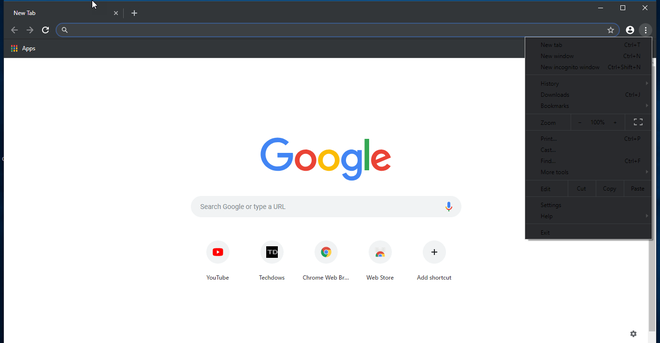 New Tab
Apps
New tab Ctrl+T
New window Ctrl+N
New incognito window Ctrl+Shift+N
History
Downloads Ctrl+J
Bookmarks
Zoom - 100% +
Print... Ctrl+P
Cast...
Find... Ctrl+F
More tools
Edit Cut Copy Paste
Settings
Help
Exit
Google
Search Google or type a URL
TD
YouTube
Techdows
Chrome Web Br...
Web Store
Add shortcut